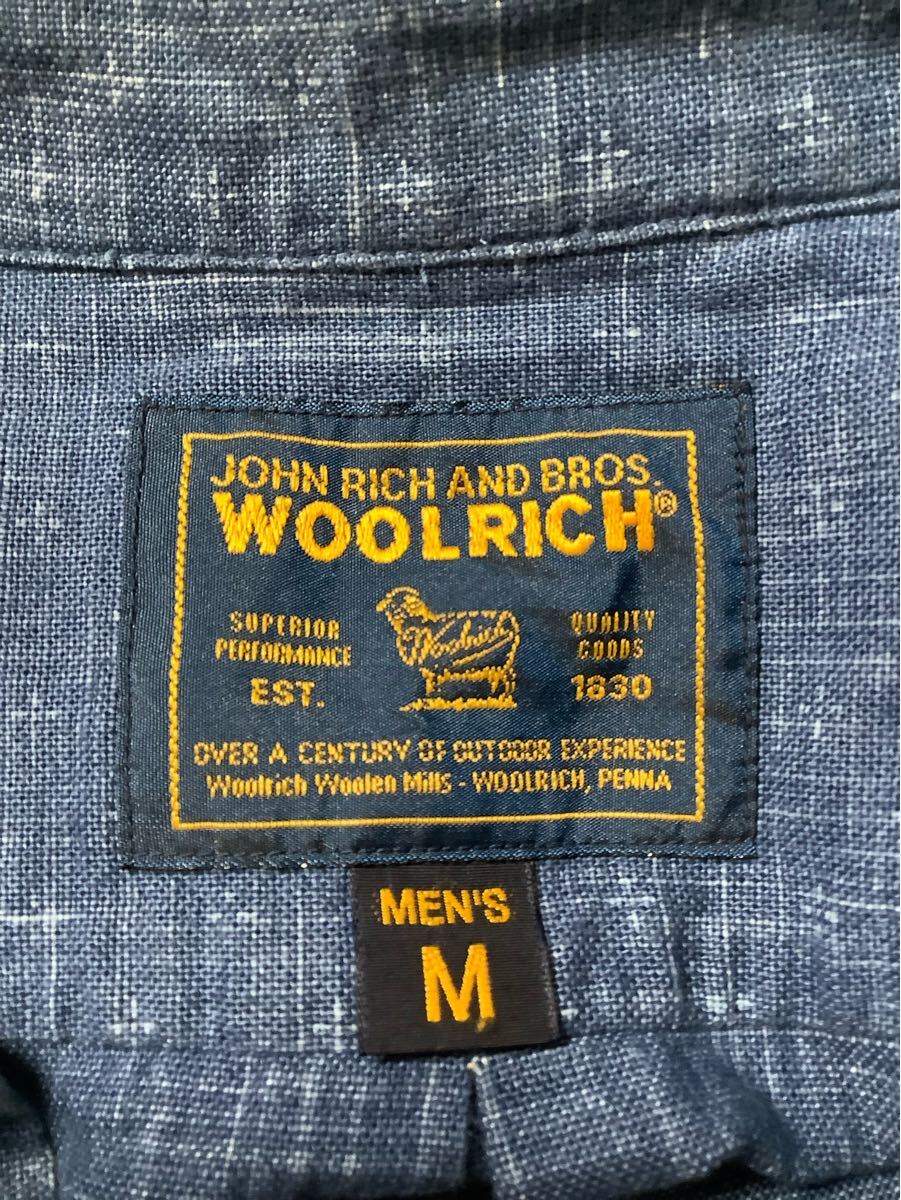 JOHN RICH AND BROS.
WOOLRICH®
SUPERIOR
PERFORMANCE
EST.
Woolrich
QUALITY
GOODS
1830
OVER A CENTURY OF OUTDOOR EXPERIENCE
Woolrich Woolen Mills - WOOLRICH, PENNA
MEN'S
M